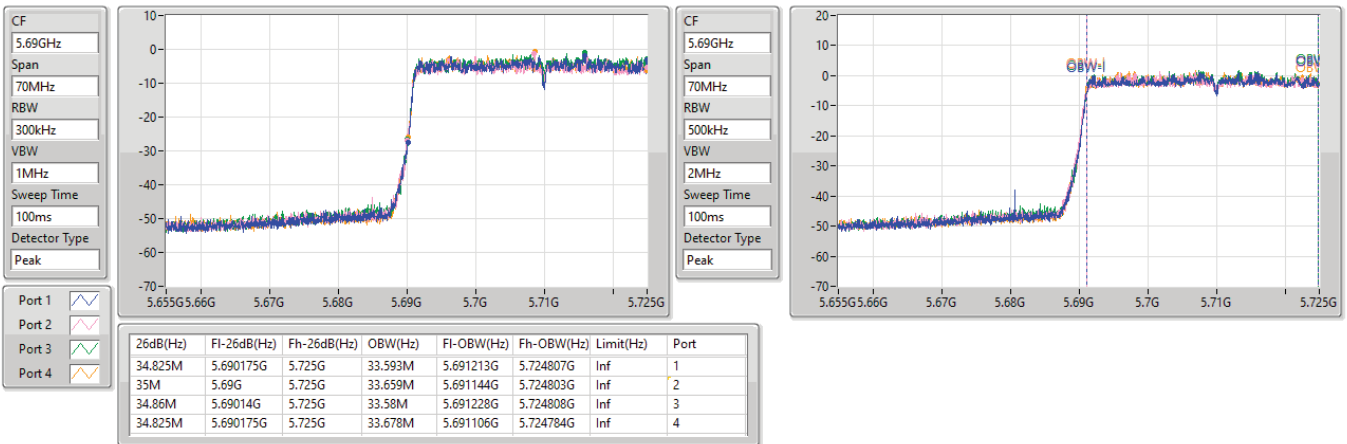 CF
5.69GHz
Span
70MHz
RBW
300kHz
VBW
1MHz
Sweep Time
100ms
Detector Type
Peak
10
0
-10
-20
-30
-40
-50
-60
-70
5.655G 5.66G 5.67G 5.68G 5.69G 5.7G 5.71G 5.725G
CF
5.69GHz
Span
70MHz
RBW
500kHz
VBW
2MHz
Sweep Time
100ms
Detector Type
Peak
20
10
0
-10
-20
-30
-40
-50
-60
-70
OBW-l
OBW
5.655G 5.66G 5.67G 5.68G 5.69G 5.7G 5.71G 5.725G
Port 1
Port 2
Port 3
Port 4
26dB(Hz) Fl-26dB(Hz) Fh-26dB(Hz) OBW(Hz) Fl-OBW(Hz) Fh-OBW(Hz) Limit(Hz) Port
34.825M 5.690175G 5.725G 33.593M 5.691213G 5.724807G Inf 1
35M 5.69G 5.725G 33.659M 5.691144G 5.724803G Inf 2
34.86M 5.69014G 5.725G 33.58M 5.691228G 5.724808G Inf 3
34.825M 5.690175G 5.725G 33.678M 5.691106G 5.724784G Inf 4